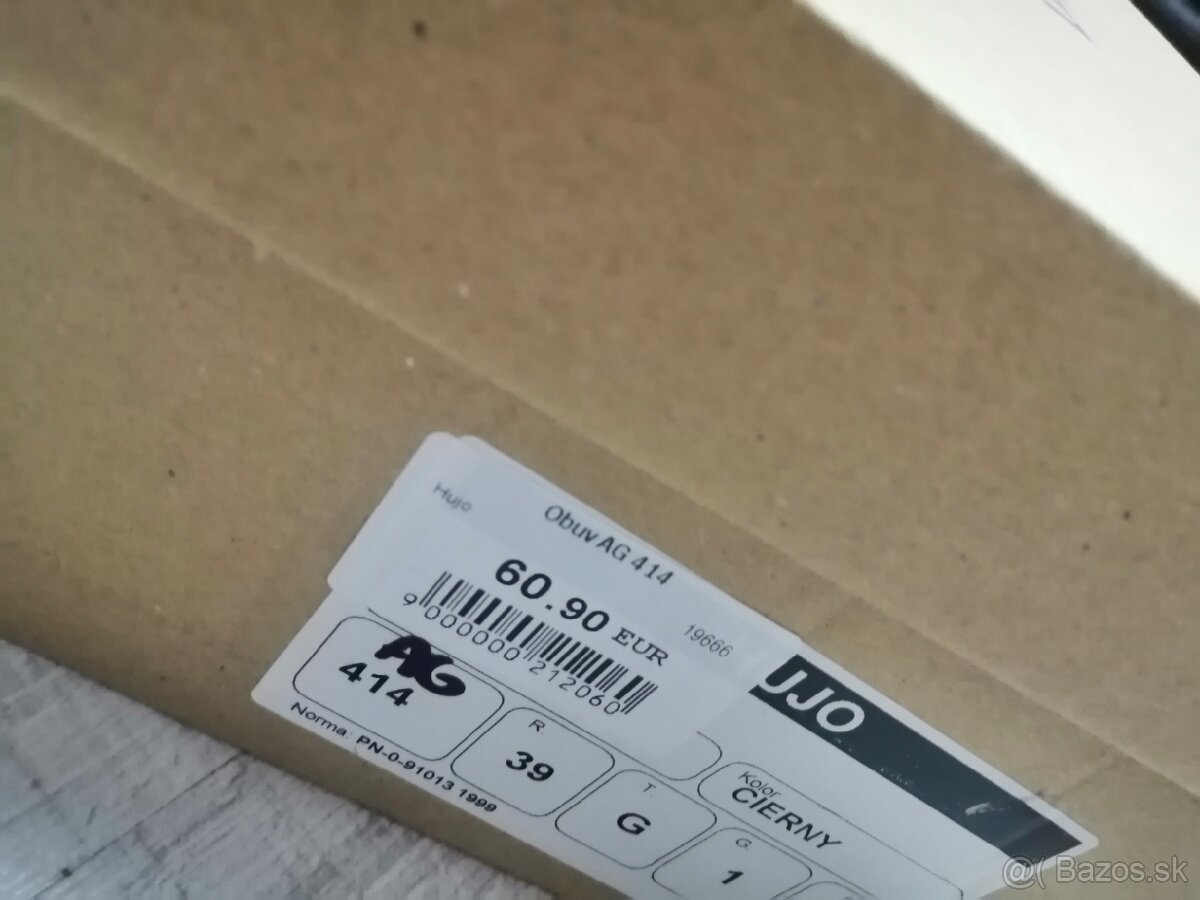 Hujo
Obuv AG 414
60.90 EUR
19666
9 000000 212060
JJO
AG
414
R.
39
T.
G
G.
1
Kolor
CIERNY
Norma: PN-0-91013 1999
@( Bazos.sk